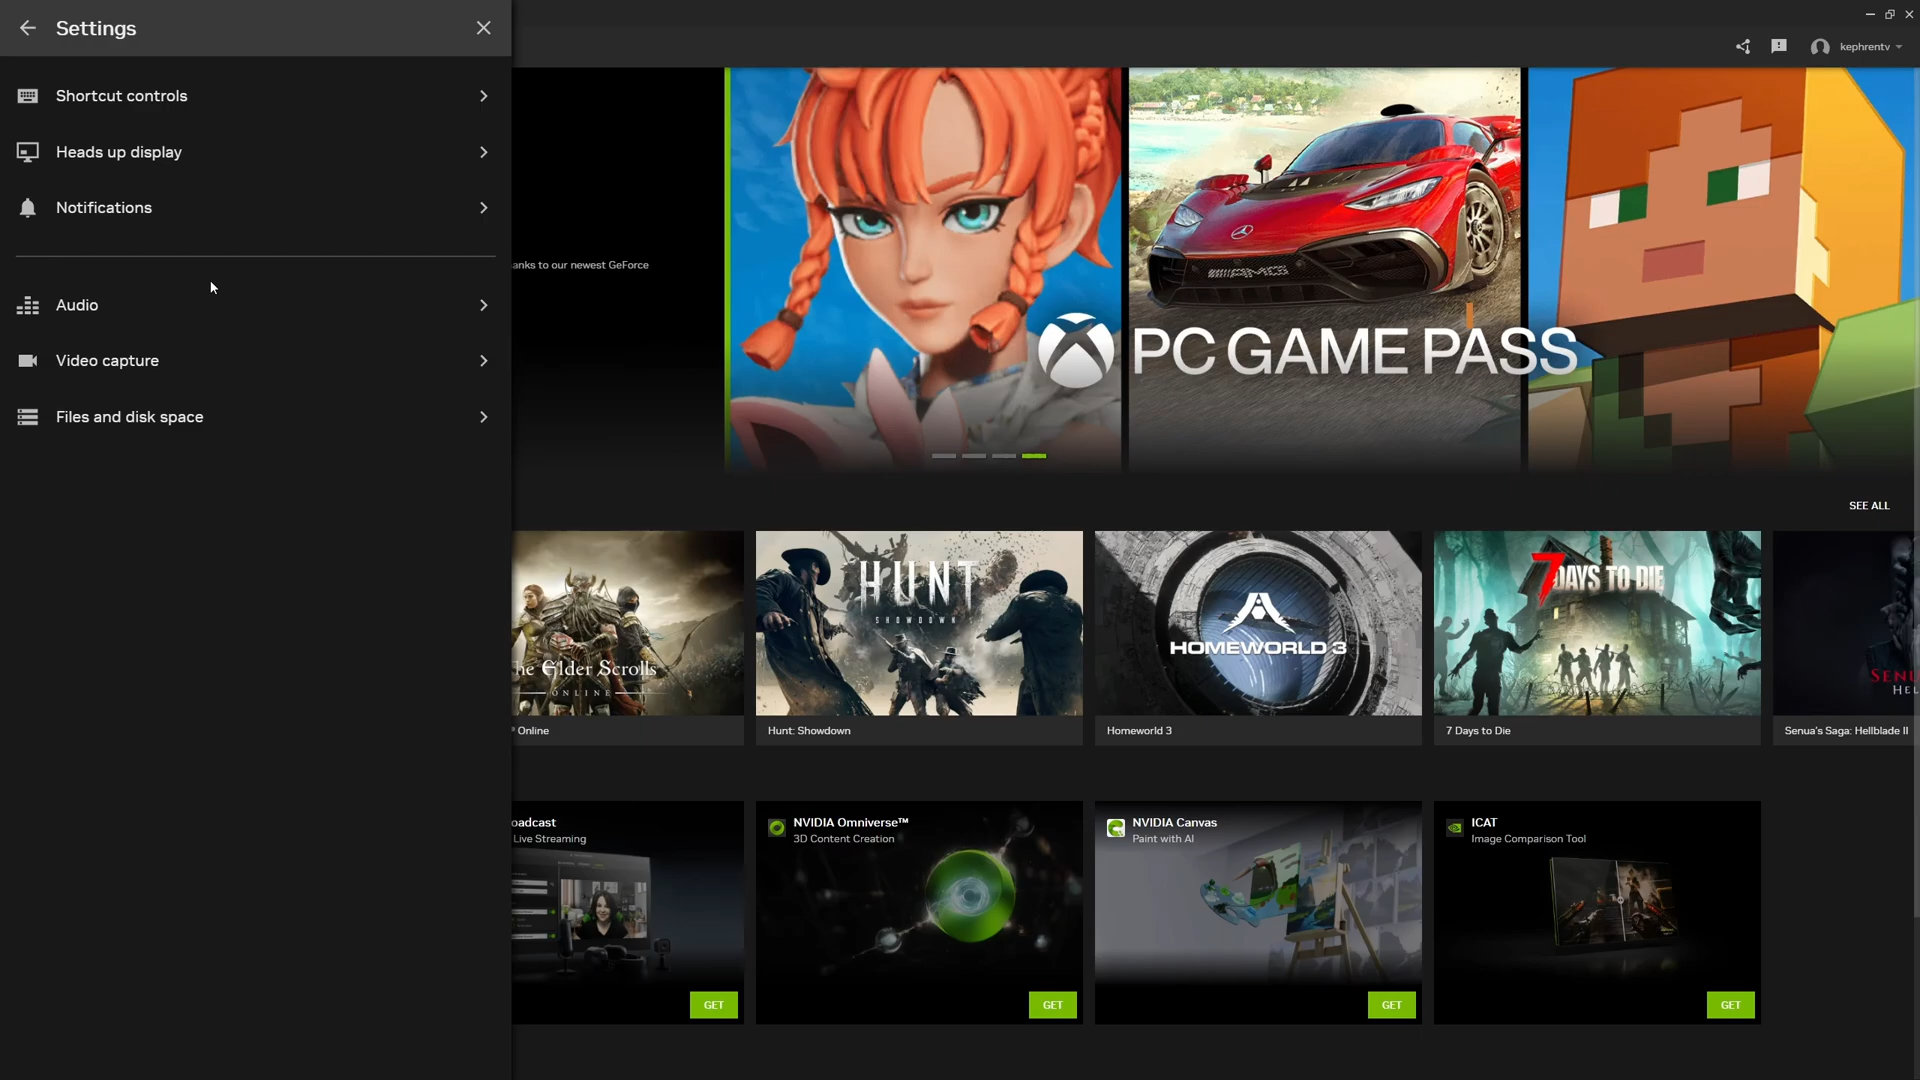 Settings
Shortcut controls
Heads up display
Notifications
Audio
Video capture
Files and disk space
kephrentv
anks to our newest GeForce
AMG
PC GAME PASS
SEE ALL
he Elder Scrolls
ONLINE
® Online
HUNT
SHOWDOWN
Hunt: Showdown
HOMEWORLD 3
Homeworld 3
7 DAYS TO DIE
7 Days to Die
SENU
HEL
Senua's Saga: Hellblade II
oadcast
Live Streaming
GET
NVIDIA Omniverse™
3D Content Creation
GET
NVIDIA Canvas
Paint with AI
GET
ICAT
Image Comparison Tool
GET